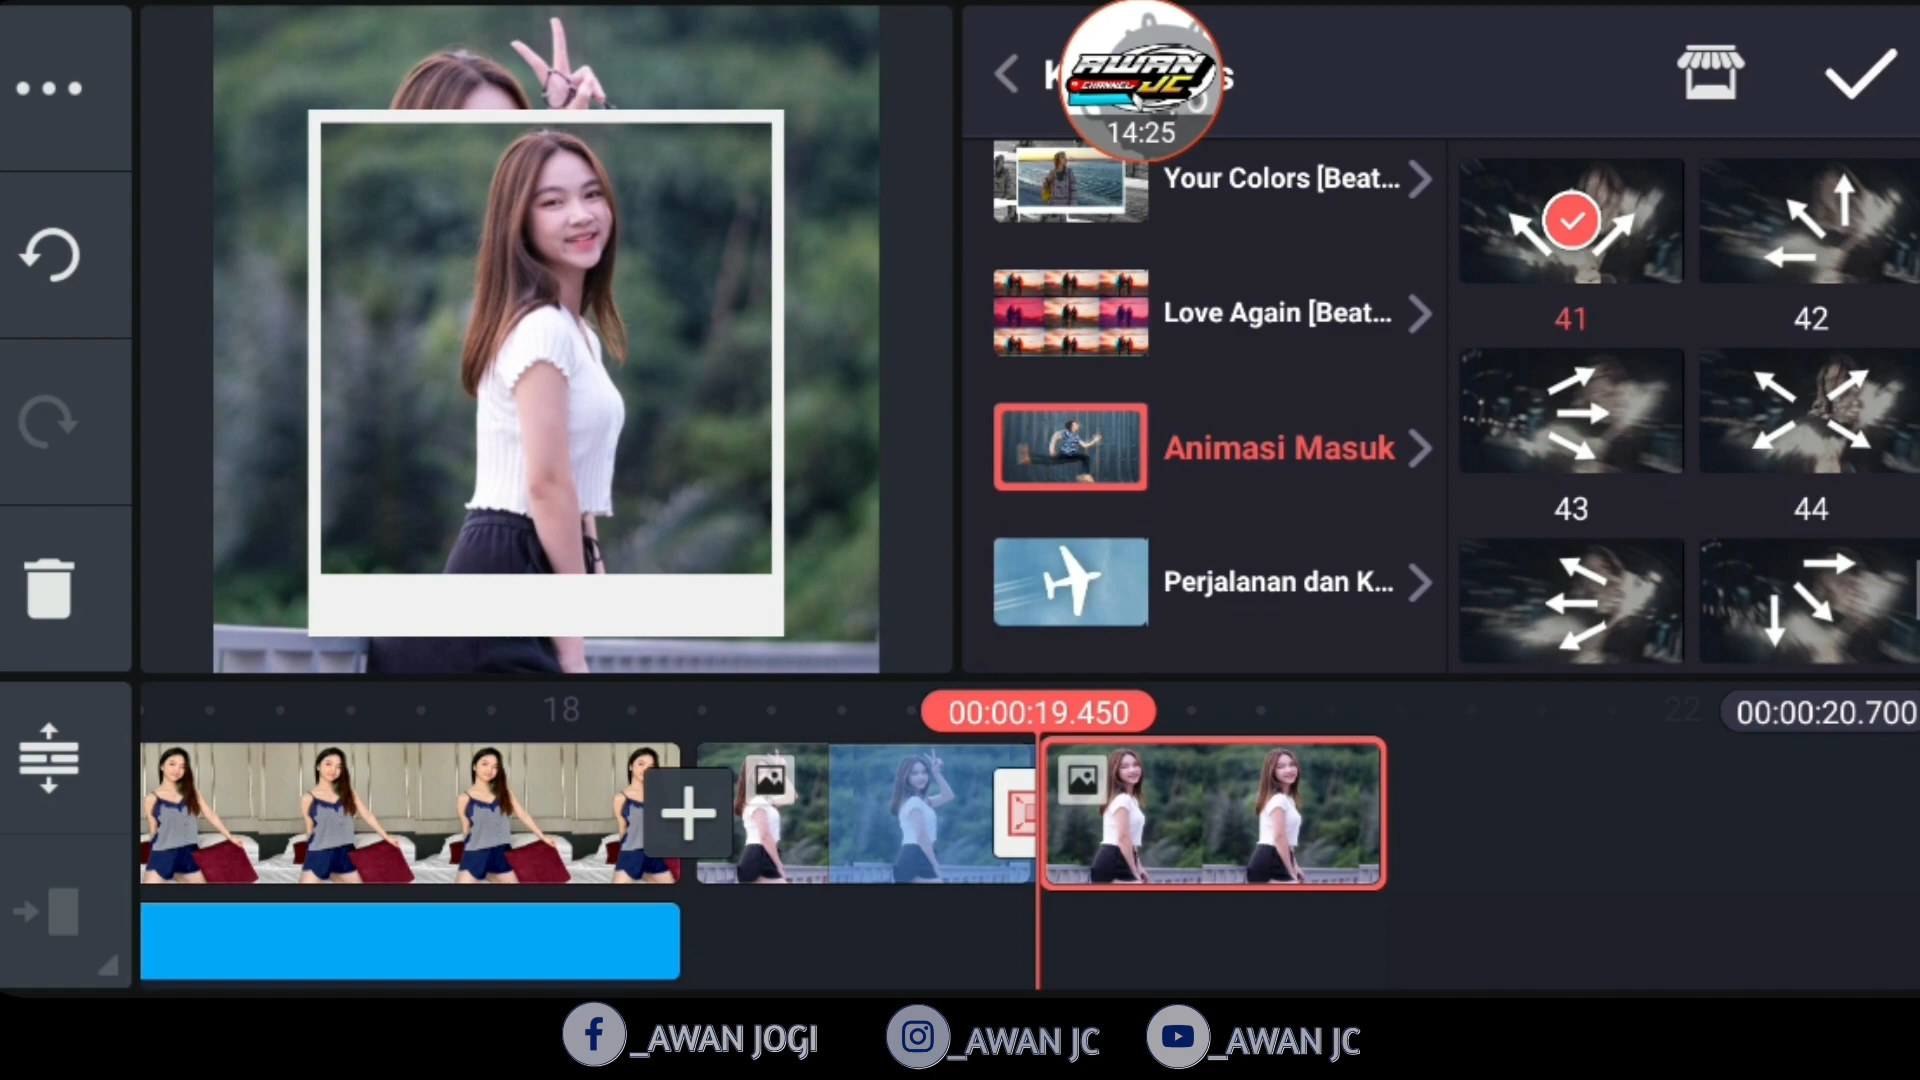 AWAN
CHANNEL JC
14:25
Your Colors [Beat...
Love Again [Beat...
Animasi Masuk
Perjalanan dan K...
41
42
43
44
18
00:00:19.450
22
00:00:20.700
_AWAN JOGI
_AWAN JC
_AWAN JC